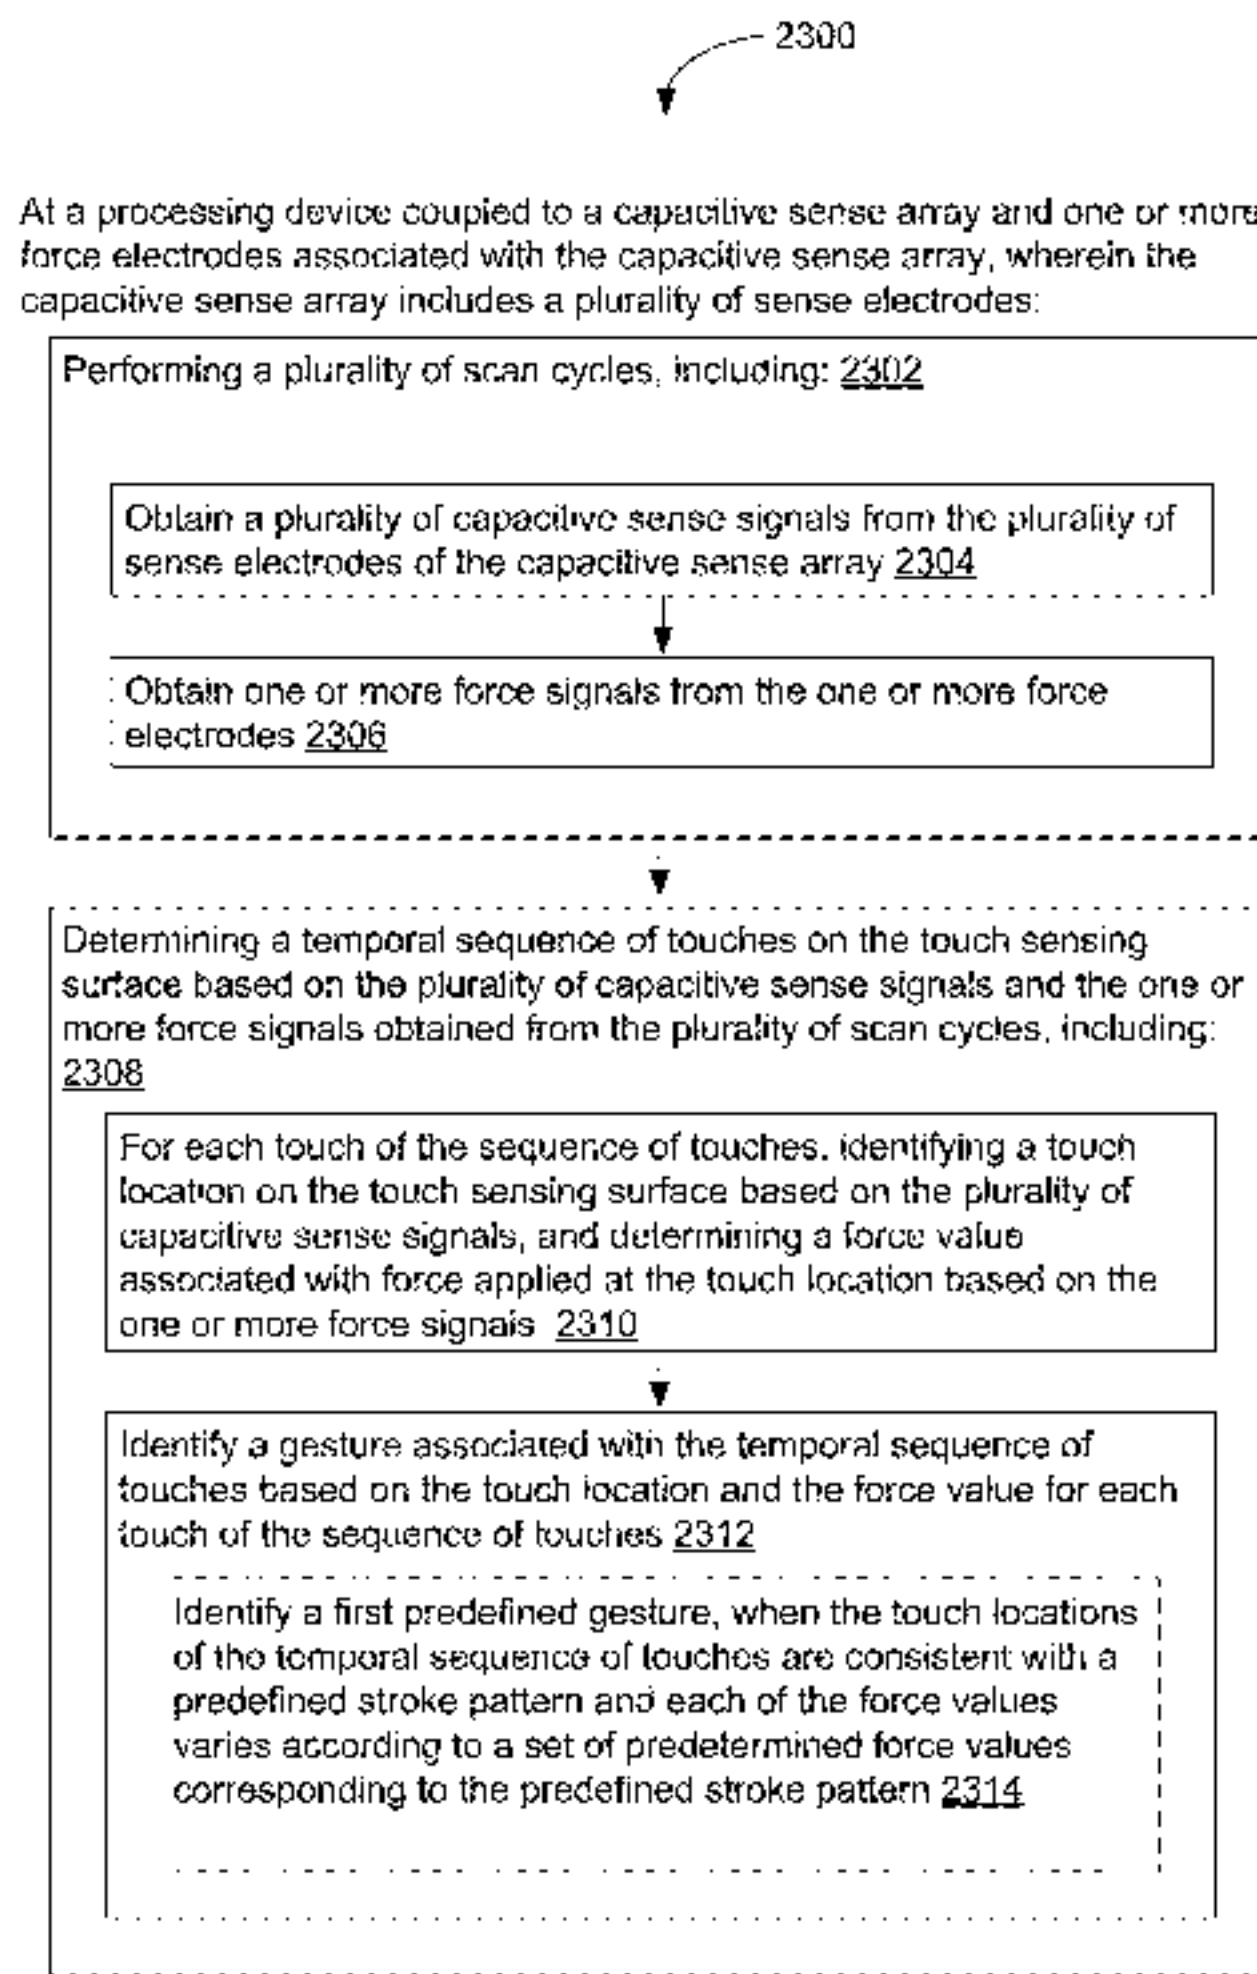 2300
At a processing device coupled to a capacitive sense array and one or more
force electrodes associated with the capacitive sense array, wherein the
capacitive sense array includes a plurality of sense electrodes:
Performing a plurality of scan cycles, including: 2302
Obtain a plurality of capacitive sense signals from the plurality of
sense electrodes of the capacitive sense array 2304
Obtain one or more force signals from the one or more force
electrodes 2306
Determining a temporal sequence of touches on the touch sensing
surface based on the plurality of capacitive sense signals and the one or
more force signals obtained from the plurality of scan cycles, including:
2308
For each touch of the sequence of touches, identifying a touch
location on the touch sensing surface based on the plurality of
capacitive sense signals, and determining a force value
associated with force applied at the touch location based on the
one or more force signals 2310
Identify a gesture associated with the temporal sequence of
touches based on the touch location and the force value for each
touch of the sequence of touches 2312
Identify a first predefined gesture, when the touch locations
of the temporal sequence of touches are consistent with a
predefined stroke pattern and each of the force values
varies according to a set of predetermined force values
corresponding to the predefined stroke pattern 2314